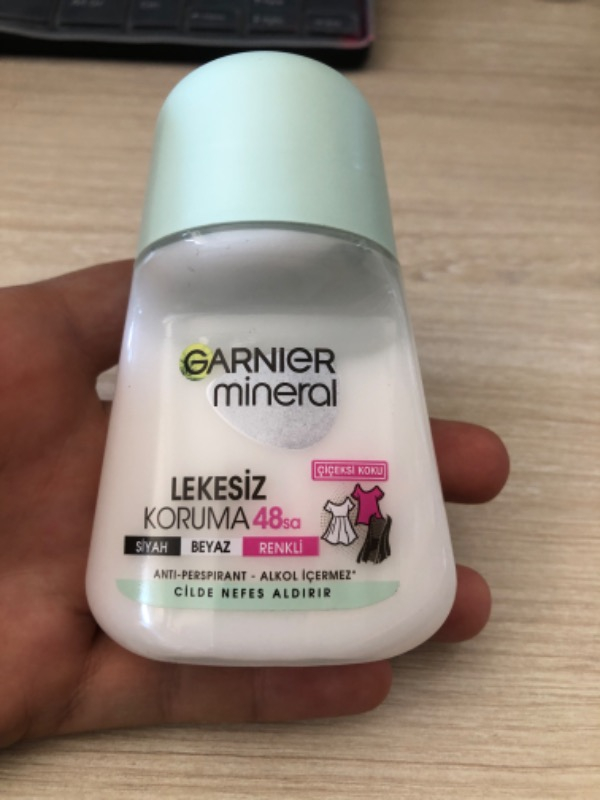 GARNIER
mineral
ÇİÇEKSİ KOKU
LEKESİZ
KORUMA 48sa
SİYAH BEYAZ RENKLİ
ANTI-PERSPIRANT - ALKOL İÇERMEZ*
CİLDE NEFES ALDIRIR